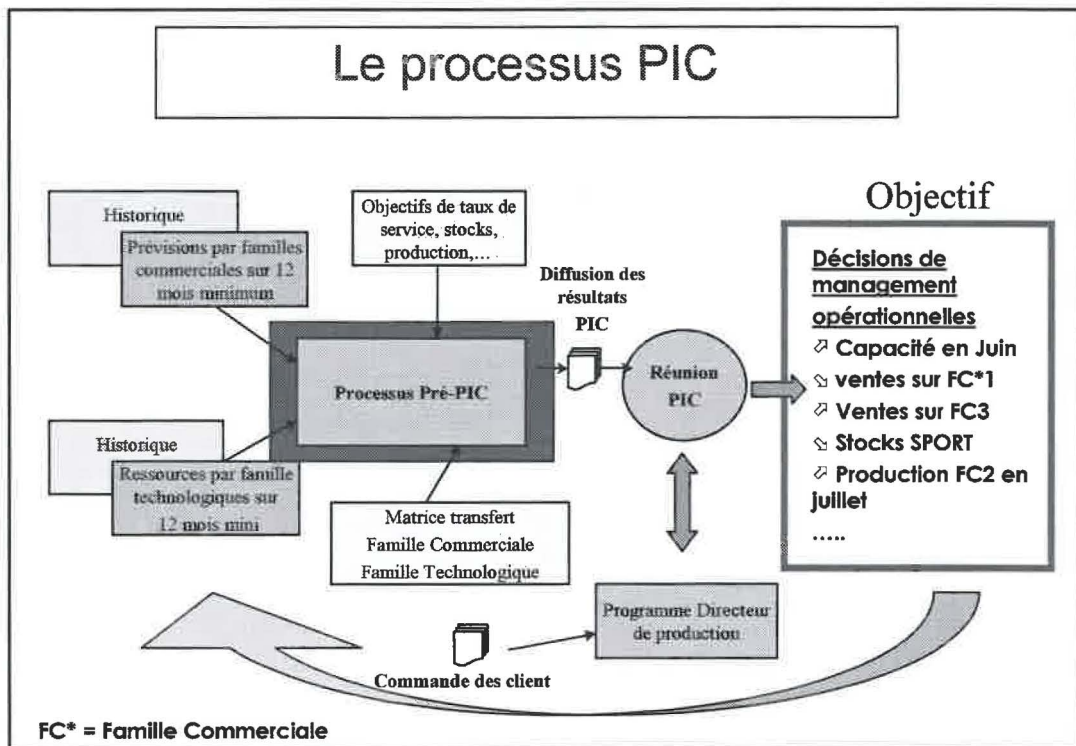 Le processus PIC
Historique
Prévisions par familles
commerciales sur 12
mois minimum
Objectifs de taux de
service, stocks,
production,...
Diffusion des
résultats
PIC
Objectif
Décisions de
management
opérationnelles
⇗ Capacité en Juin
⇘ ventes sur FC*1
⇗ Ventes sur FC3
⇘ Stocks SPORT
⇗ Production FC2 en
juillet
.....
Processus Pré-PIC
Réunion
PIC
Historique
Ressources par famille
technologiques sur
12 mois mini
Matrice transfert
Famille Commerciale
Famille Technologique
Programme Directeur
de production
Commande des client
FC* = Famille Commerciale